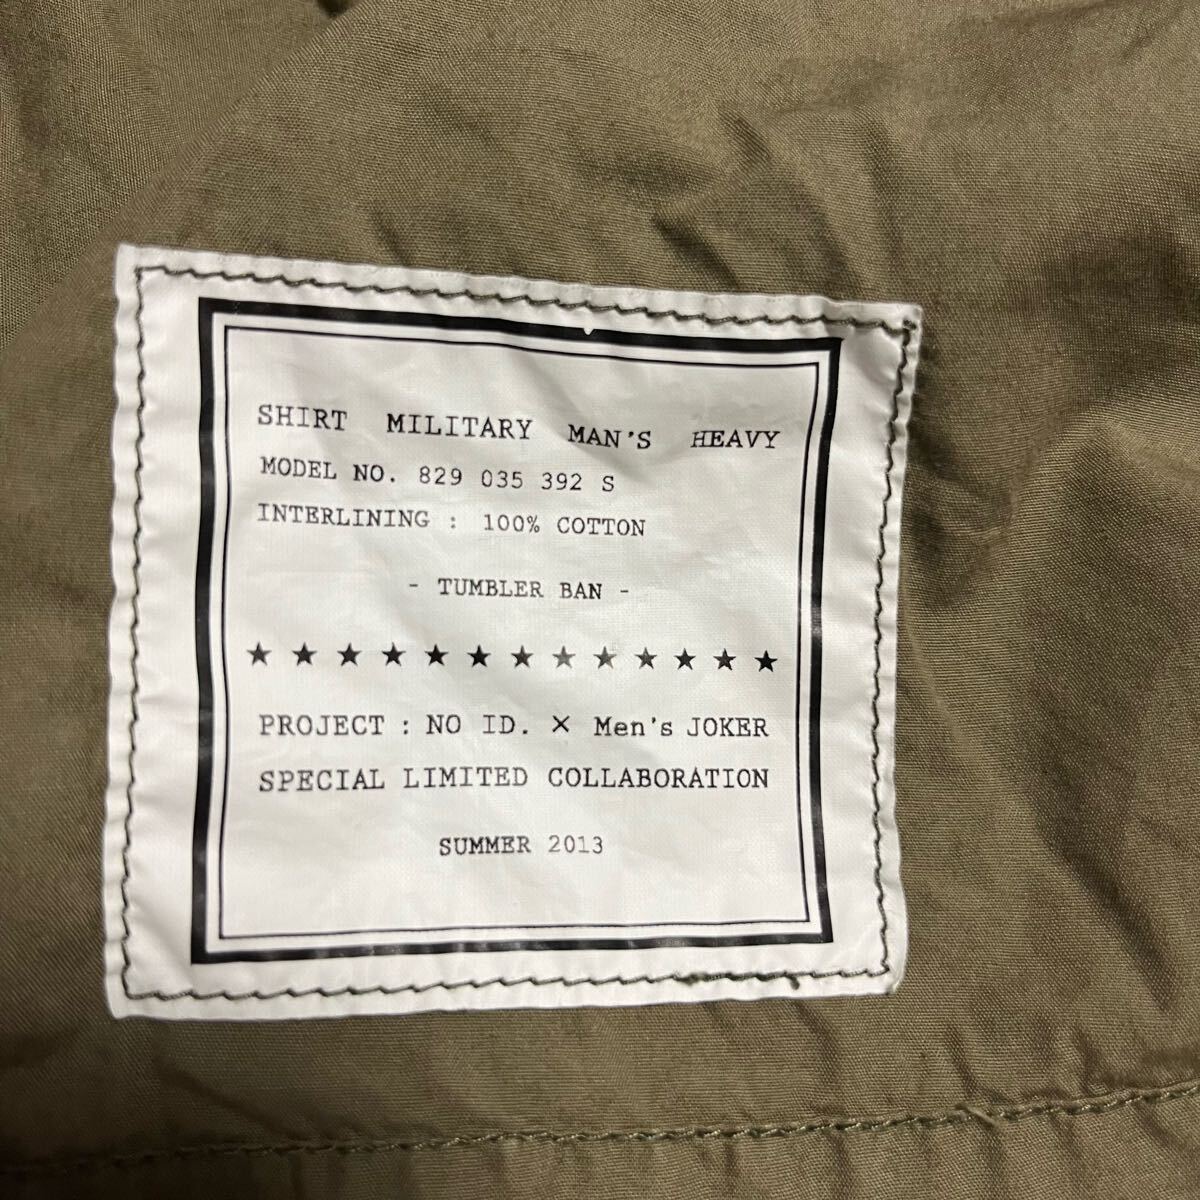 SHIRT MILITARY MAN'S HEAVY
MODEL NO. 829 035 392 S
INTERLINING : 100% COTTON
- TUMBLER BAN -
★ ★ ★ ★ ★ ★ ★ ★ ★ ★ ★ ★ ★
PROJECT : NO ID. × Men's JOKER
SPECIAL LIMITED COLLABORATION
SUMMER 2013